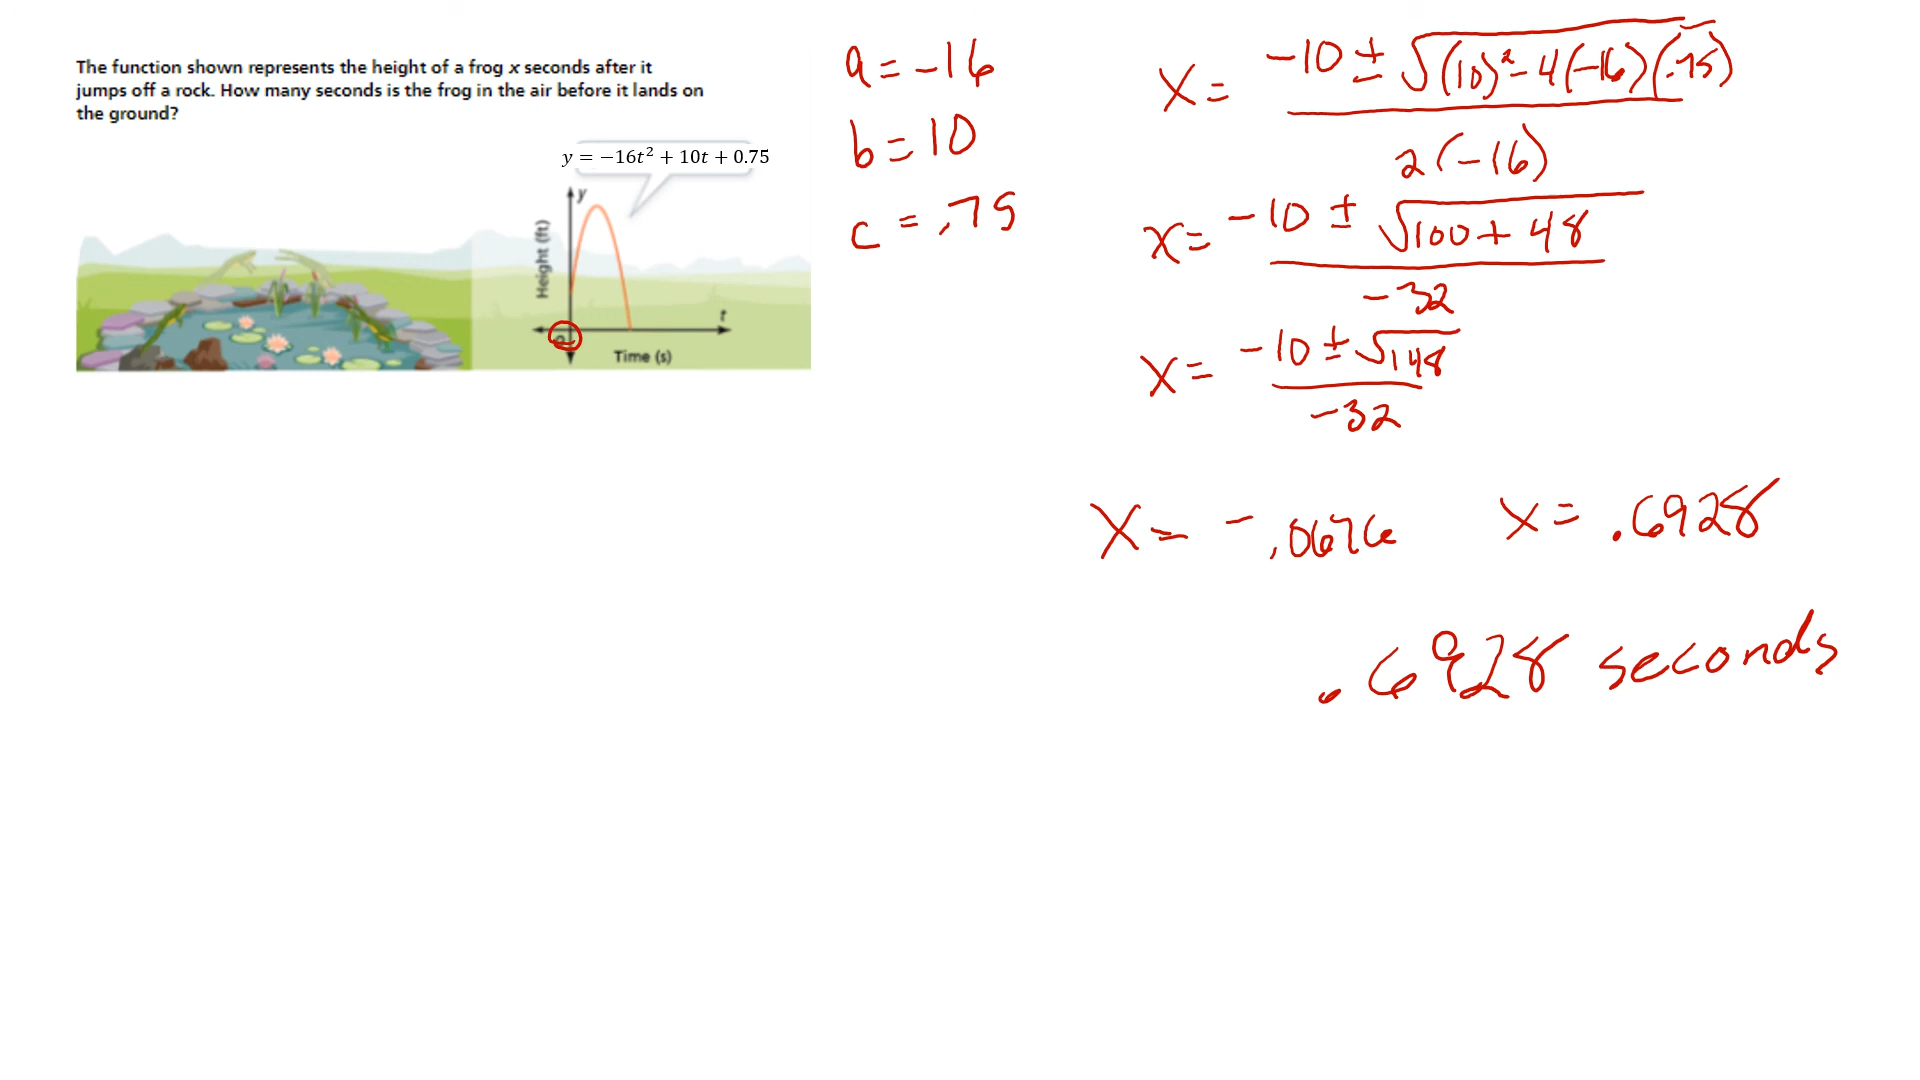 The function shown represents the height of a frog x seconds after it
jumps off a rock. How many seconds is the frog in the air before it lands on
the ground?
y = −16t² + 10t + 0.75
y
Height (ft)
t
Time (s)
a = -16
b = 10
c = .75
x = -10 ± √(10)² - 4(-16)(.75)
2(-16)
x = -10 ± √100 + 48
-32
x = -10 ± √148
-32
x = -.0676 x = .6928
.6928 seconds